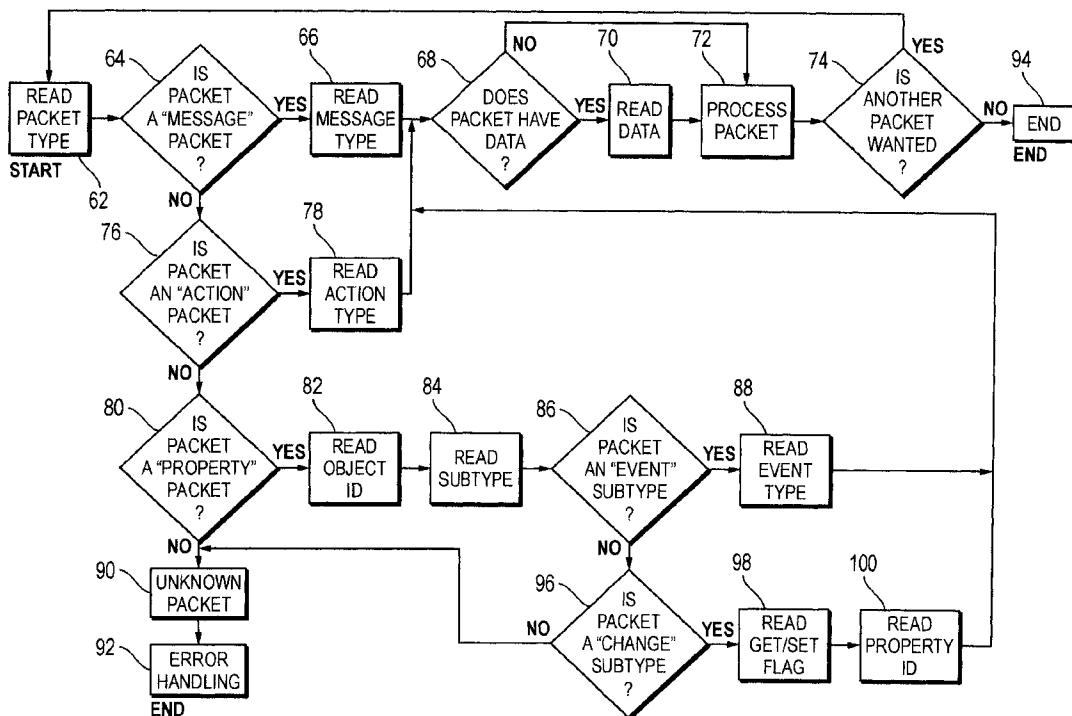 64
IS
PACKET
A "MESSAGE"
PACKET
?
66
READ
MESSAGE
TYPE
68
DOES
PACKET HAVE
DATA
?
NO
70
READ
DATA
72
PROCESS
PACKET
YES
74
IS
ANOTHER
PACKET
WANTED
?
NO
94
END
END
READ
PACKET
TYPE
START
62
YES
YES
NO
76
IS
PACKET
AN "ACTION"
PACKET
?
YES
78
READ
ACTION
TYPE
NO
80
IS
PACKET
A "PROPERTY"
PACKET
?
YES
82
READ
OBJECT
ID
84
READ
SUBTYPE
86
IS
PACKET
AN "EVENT"
SUBTYPE
?
YES
88
READ
EVENT
TYPE
NO
NO
90
UNKNOWN
PACKET
92
ERROR
HANDLING
END
96
NO
IS
PACKET
A "CHANGE"
SUBTYPE
?
YES
98
READ
GET/SET
FLAG
100
READ
PROPERTY
ID